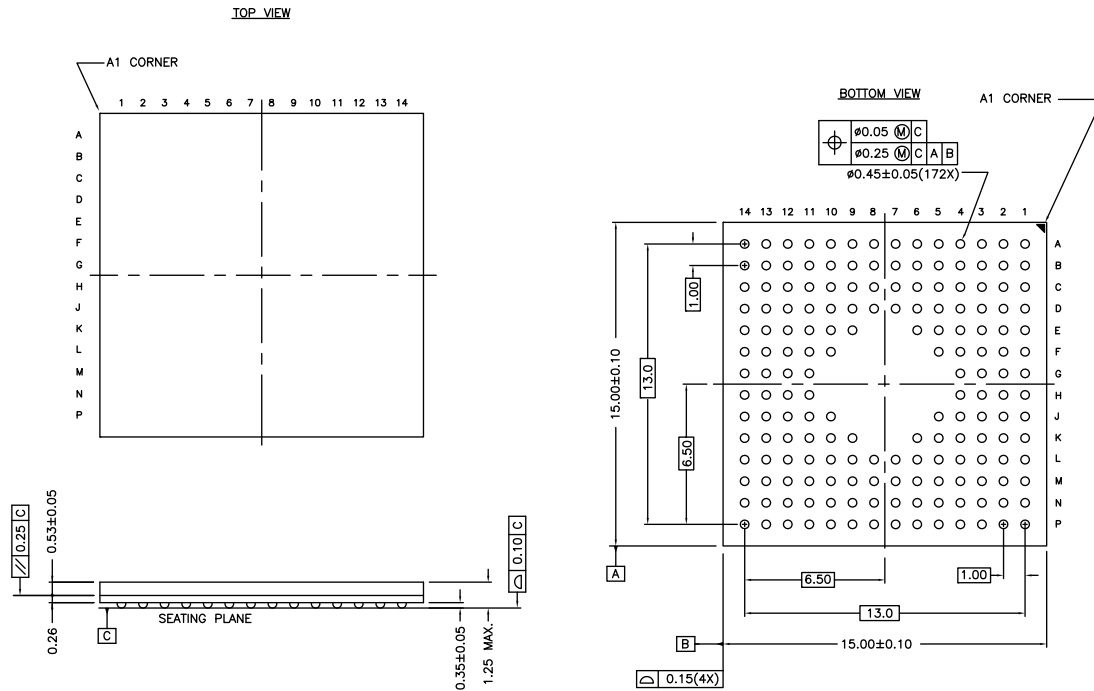 TOP VIEW
A1 CORNER
1 2 3 4 5 6 7 8 9 10 11 12 13 14
A
B
C
D
E
F
G
H
J
K
L
M
N
P
0.25 C
0.53±0.05
0.26
C
SEATING PLANE
0.35±0.05
1.25 MAX.
0.10 C
BOTTOM VIEW
A1 CORNER
ø0.05 Ⓜ C
ø0.25 Ⓜ C A B
ø0.45±0.05(172X)
14 13 12 11 10 9 8 7 6 5 4 3 2 1
A
B
C
D
E
F
G
H
J
K
L
M
N
P
1.00
13.0
15.00±0.10
6.50
A
6.50
1.00
13.0
B
15.00±0.10
0.15(4X)